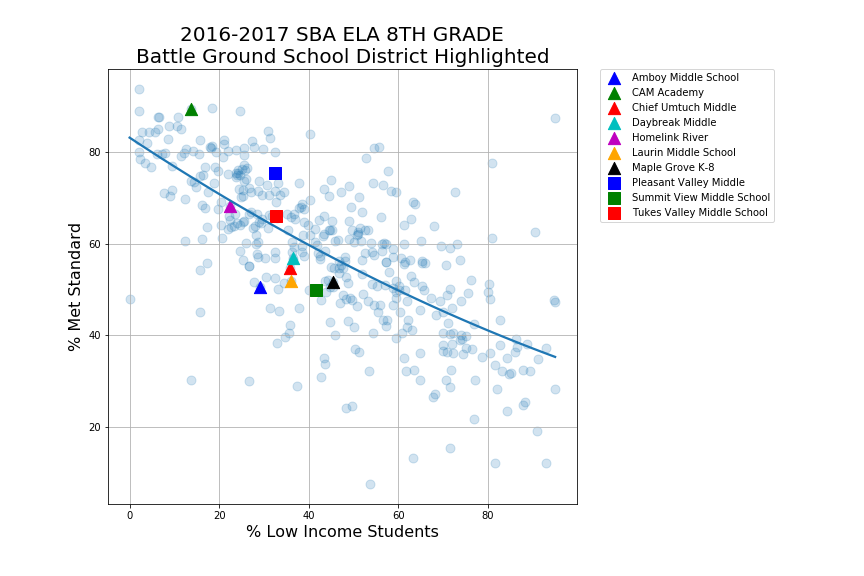 2016-2017 SBA ELA 8TH GRADE
Battle Ground School District Highlighted
Amboy Middle School
CAM Academy
Chief Umtuch Middle
Daybreak Middle
Homelink River
Laurin Middle School
Maple Grove K-8
Pleasant Valley Middle
Summit View Middle School
Tukes Valley Middle School
% Met Standard
80
60
40
20
0 20 40 60 80
% Low Income Students